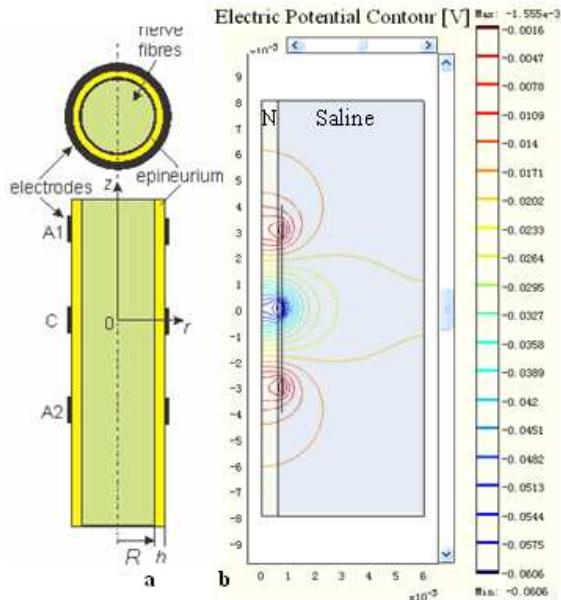 Electric Potential Contour [V]
nerve
fibres
epineurium
electrodes
z
A1
C
0
r
A2
R
h
a
×10⁻³
9
8
7
6
5
4
3
2
1
0
-1
-2
-3
-4
-5
-6
-7
-8
-9
N
Saline
0 1 2 3 4 5 6
×10⁻³
b
Max: -1.555e-3
-0.0016
-0.0047
-0.0078
-0.0109
-0.014
-0.0171
-0.0202
-0.0233
-0.0264
-0.0295
-0.0327
-0.0358
-0.0389
-0.042
-0.0451
-0.0482
-0.0513
-0.0544
-0.0575
-0.0606
Min: -0.0606